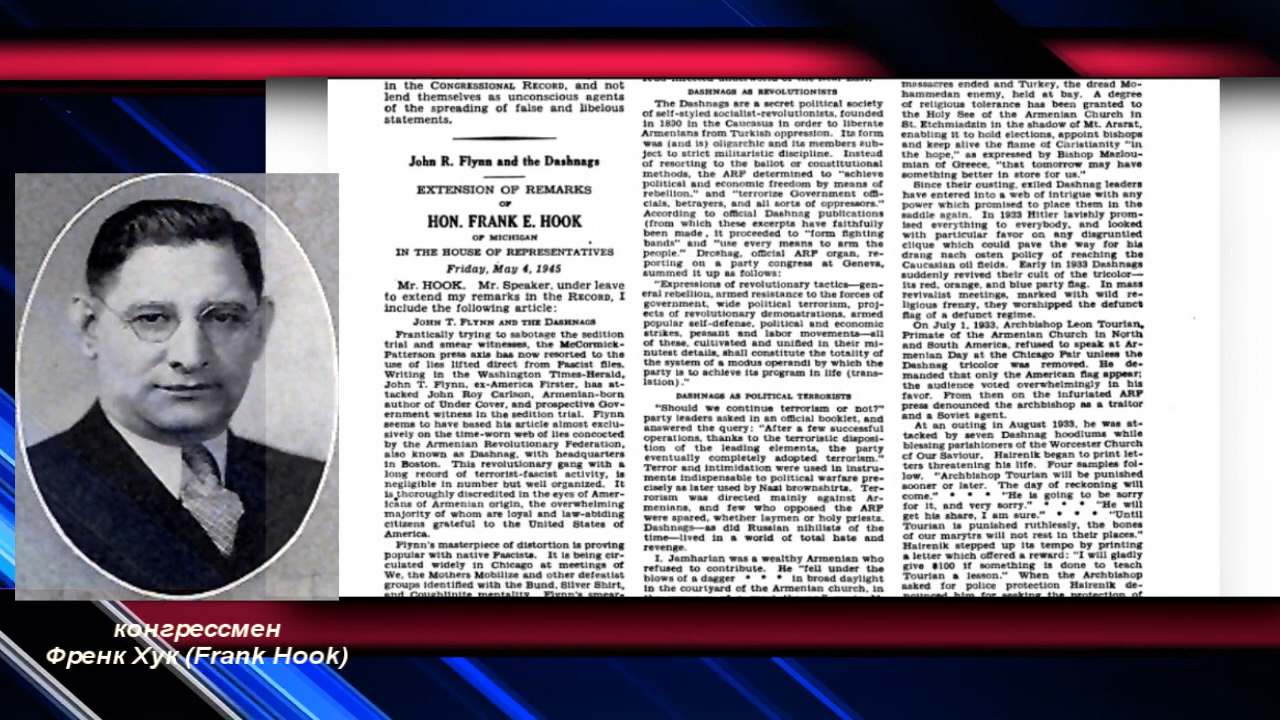 in the CONGRESSIONAL RECORD, and not
lend themselves as unconscious agents
of the spreading of false and libelous
statements.
John R. Flynn and the Dashnags
EXTENSION OF REMARKS
OF
HON. FRANK E. HOOK
OF MICHIGAN
IN THE HOUSE OF REPRESENTATIVES
Friday, May 4, 1945
Mr. HOOK. Mr. Speaker, under leave
to extend my remarks in the RECORD, I
include the following article:
JOHN T. FLYNN AND THE DASHNAGS
Frantically trying to sabotage the sedition
trial and smear witnesses, the McCormick-
Patterson press axis has now resorted to the
use of lies lifted direct from Fascist files.
Writing in the Washington Times-Herald,
John T. Flynn, ex-America Firster, has at-
tacked John Roy Carlson, Armenian-born
author of Under Cover, and prospective Gov-
ernment witness in the sedition trial. Flynn
seems to have based his article almost exclu-
sively on the time-worn web of lies concocted
by the Armenian Revolutionary Federation,
also known as Dashnag, with headquarters
in Boston. This revolutionary gang with a
long record of terrorist-fascist activity, is
negligible in number but well organized. It
is thoroughly discredited in the eyes of Amer-
icans of Armenian origin, the overwhelming
majority of whom are loyal and law-abiding
citizens grateful to the United States of
America.
Flynn's masterpiece of distortion is proving
popular with native Fascists. It is being cir-
culated widely in Chicago at meetings of
We, the Mothers Mobilize and other defeatist
groups identified with the Bund, Silver Shirt,
and Coughlinite mentality. Flynn's smear-
DASHNAGS AS REVOLUTIONISTS
The Dashnags are a secret political society
of self-styled socialist-revolutionists, founded
in 1890 in the Caucasus in order to liberate
Armenians from Turkish oppression. Its form
was (and is) oligarchic and its members sub-
ject to strict militaristic discipline. Instead
of resorting to the ballot or constitutional
methods, the ARF determined to "achieve
political and economic freedom by means of
rebellion," and "terrorize Government offi-
cials, betrayers, and all sorts of oppressors."
According to official Dashnag publications
(from which these excerpts have faithfully
been made, it proceeded to "form fighting
bands" and "use every means to arm the
people." Droshag, official ARF organ, re-
porting on a party congress at Geneva,
summed it up as follows:
"Expressions of revolutionary tactics—gen-
eral rebellion, armed resistance to the forces of
government, wide political terrorism, proj-
ects of revolutionary demonstrations, armed
popular self-defense, political and economic
strikes, peasant and labor movements—all
of these, cultivated and unified in their mi-
nutest details, shall constitute the totality of
the system of a modus operandi by which the
party is to achieve its program in life (trans-
lation)."
DASHNAGS AS POLITICAL TERRORISTS
"Should we continue terrorism or not?"
party leaders asked in an official booklet, and
answered the query: "After a few successful
operations, thanks to the terroristic disposi-
tion of the leading elements, the party
eventually completely adopted terrorism."
Terror and intimidation were used in instru-
ments indispensable to political warfare pre-
cisely as later used by Nazi brownshirts. Ter-
rorism was directed mainly against Ar-
menians, and few who opposed the ARF
were spared, whether laymen or holy priests.
Dashnags—as did Russian nihilists of the
time—lived in a world of total hate and
revenge.
I. Jamharian was a wealthy Armenian who
refused to contribute. He "fell under the
blows of a dagger * * * in broad daylight
in the courtyard of the Armenian church, in
massacres ended and Turkey, the dread Mo-
hammedan enemy, held at bay. A degree
of religious tolerance has been granted to
the Holy See of the Armenian Church in
St. Etchmiadzin in the shadow of Mt. Ararat,
enabling it to hold elections, appoint bishops
and keep alive the flame of Christianity "in
the hope," as expressed by Bishop Mazlou-
mian of Greece, "that tomorrow may have
something better in store for us."
Since their ousting, exiled Dashnag leaders
have entered into a web of intrigue with any
power which promised to place them in the
saddle again. In 1933 Hitler lavishly prom-
ised everything to everybody, and looked
with particular favor on any disgruntled
clique which could pave the way for his
drang nach osten policy of reaching the
Caucasian oil fields. Early in 1933 Dashnags
suddenly revived their cult of the tricolor—
its red, orange, and blue party flag. In mass
revivalist meetings, marked with wild re-
ligious frenzy, they worshipped the defunct
flag of a defunct regime.
On July 1, 1933, Archbishop Leon Tourian,
Primate of the Armenian Church in North
and South America, refused to speak at Ar-
menian Day at the Chicago Fair unless the
Dashnag tricolor was removed. He de-
manded that only the American flag appear;
the audience voted overwhelmingly in his
favor. From then on the infuriated ARF
press denounced the archbishop as a traitor
and a Soviet agent.
At an outing in August 1933, he was at-
tacked by seven Dashnag hoodlums while
blessing parishioners of the Worcester Church
of Our Saviour. Hairenik began to print let-
ters threatening his life. Four samples fol-
low. "Archbishop Tourian will be punished
sooner or later. The day of reckoning will
come." * * * "He is going to be sorry
for it, and very sorry." * * * "He will
get his share, I am sure." * * * "Until
Tourian is punished ruthlessly, the bones
of our marytrs will not rest in their places."
Hairenik stepped up its tempo by printing
a letter which offered a reward: "I will gladly
give $100 if something is done to teach
Tourian a lesson." When the Archbishop
asked for police protection Hairenik de-
nounced him for seeking the protection of
конгрессмен
Френк Хук (Frank Hook)